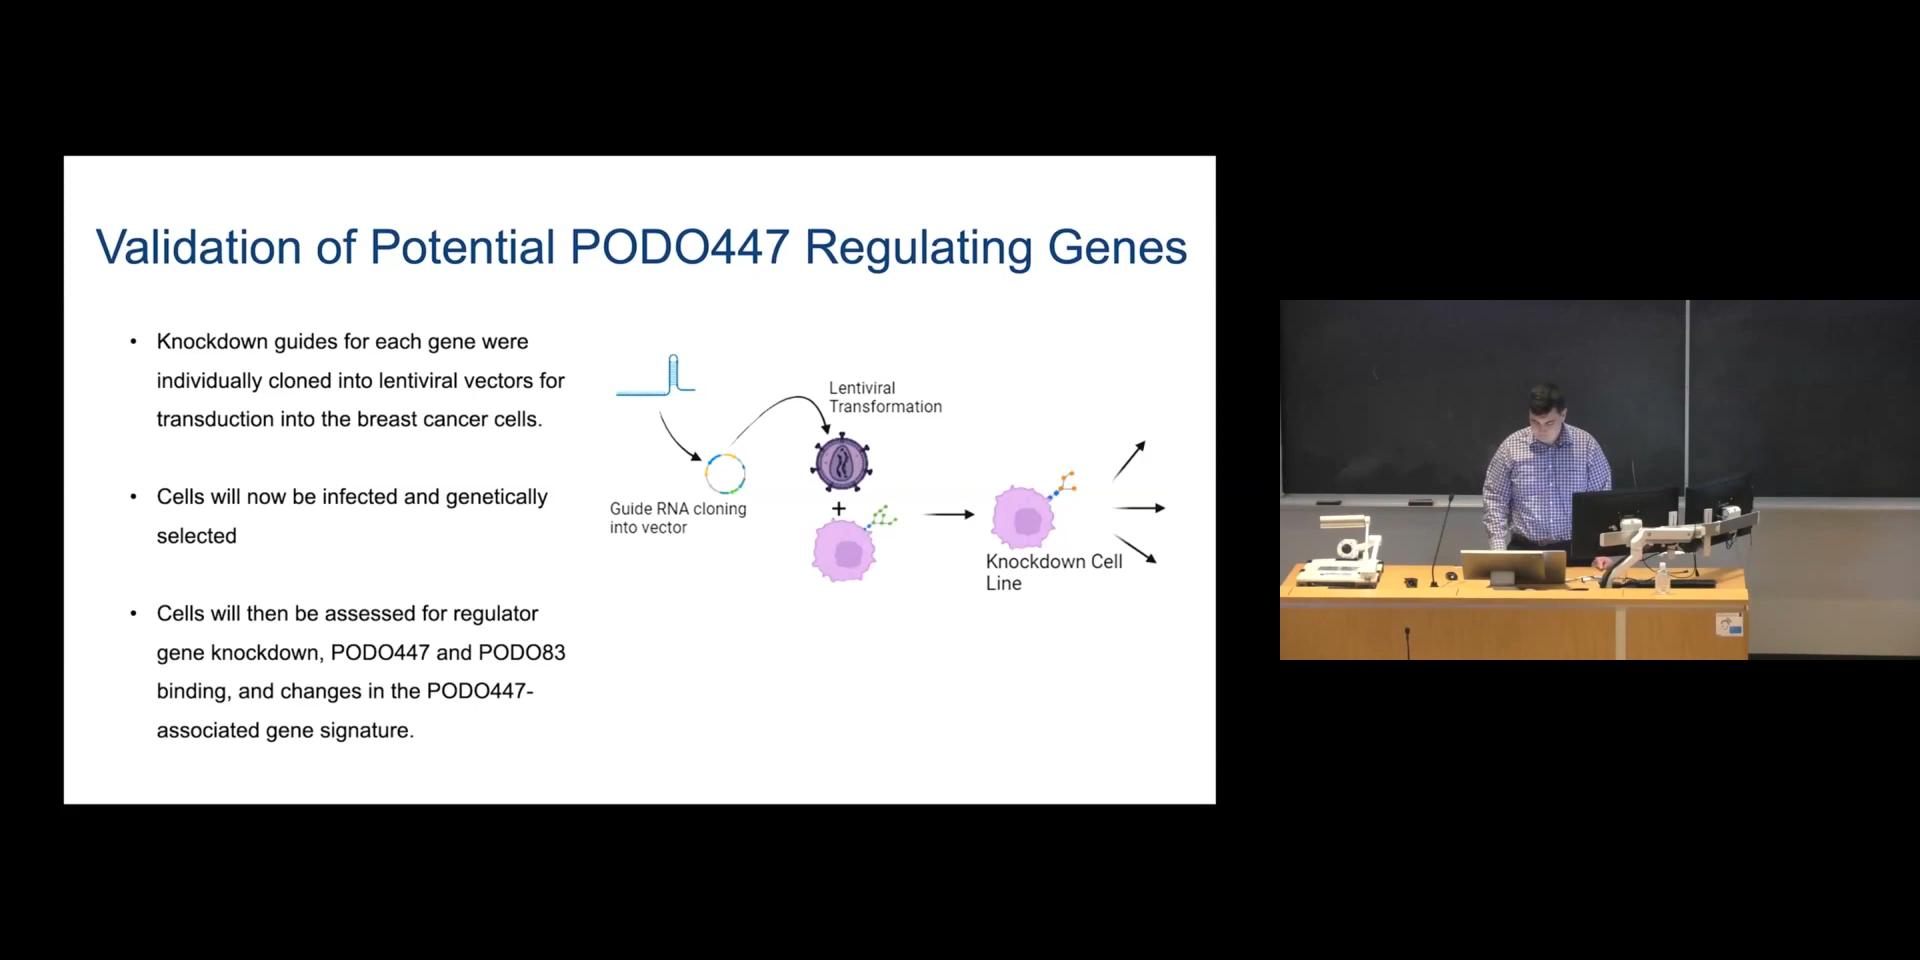 Validation of Potential PODO447 Regulating Genes
• Knockdown guides for each gene were
individually cloned into lentiviral vectors for
transduction into the breast cancer cells.
• Cells will now be infected and genetically
selected
• Cells will then be assessed for regulator
gene knockdown, PODO447 and PODO83
binding, and changes in the PODO447-
associated gene signature.
Guide RNA cloning
into vector
Lentiviral
Transformation
+
Knockdown Cell
Line